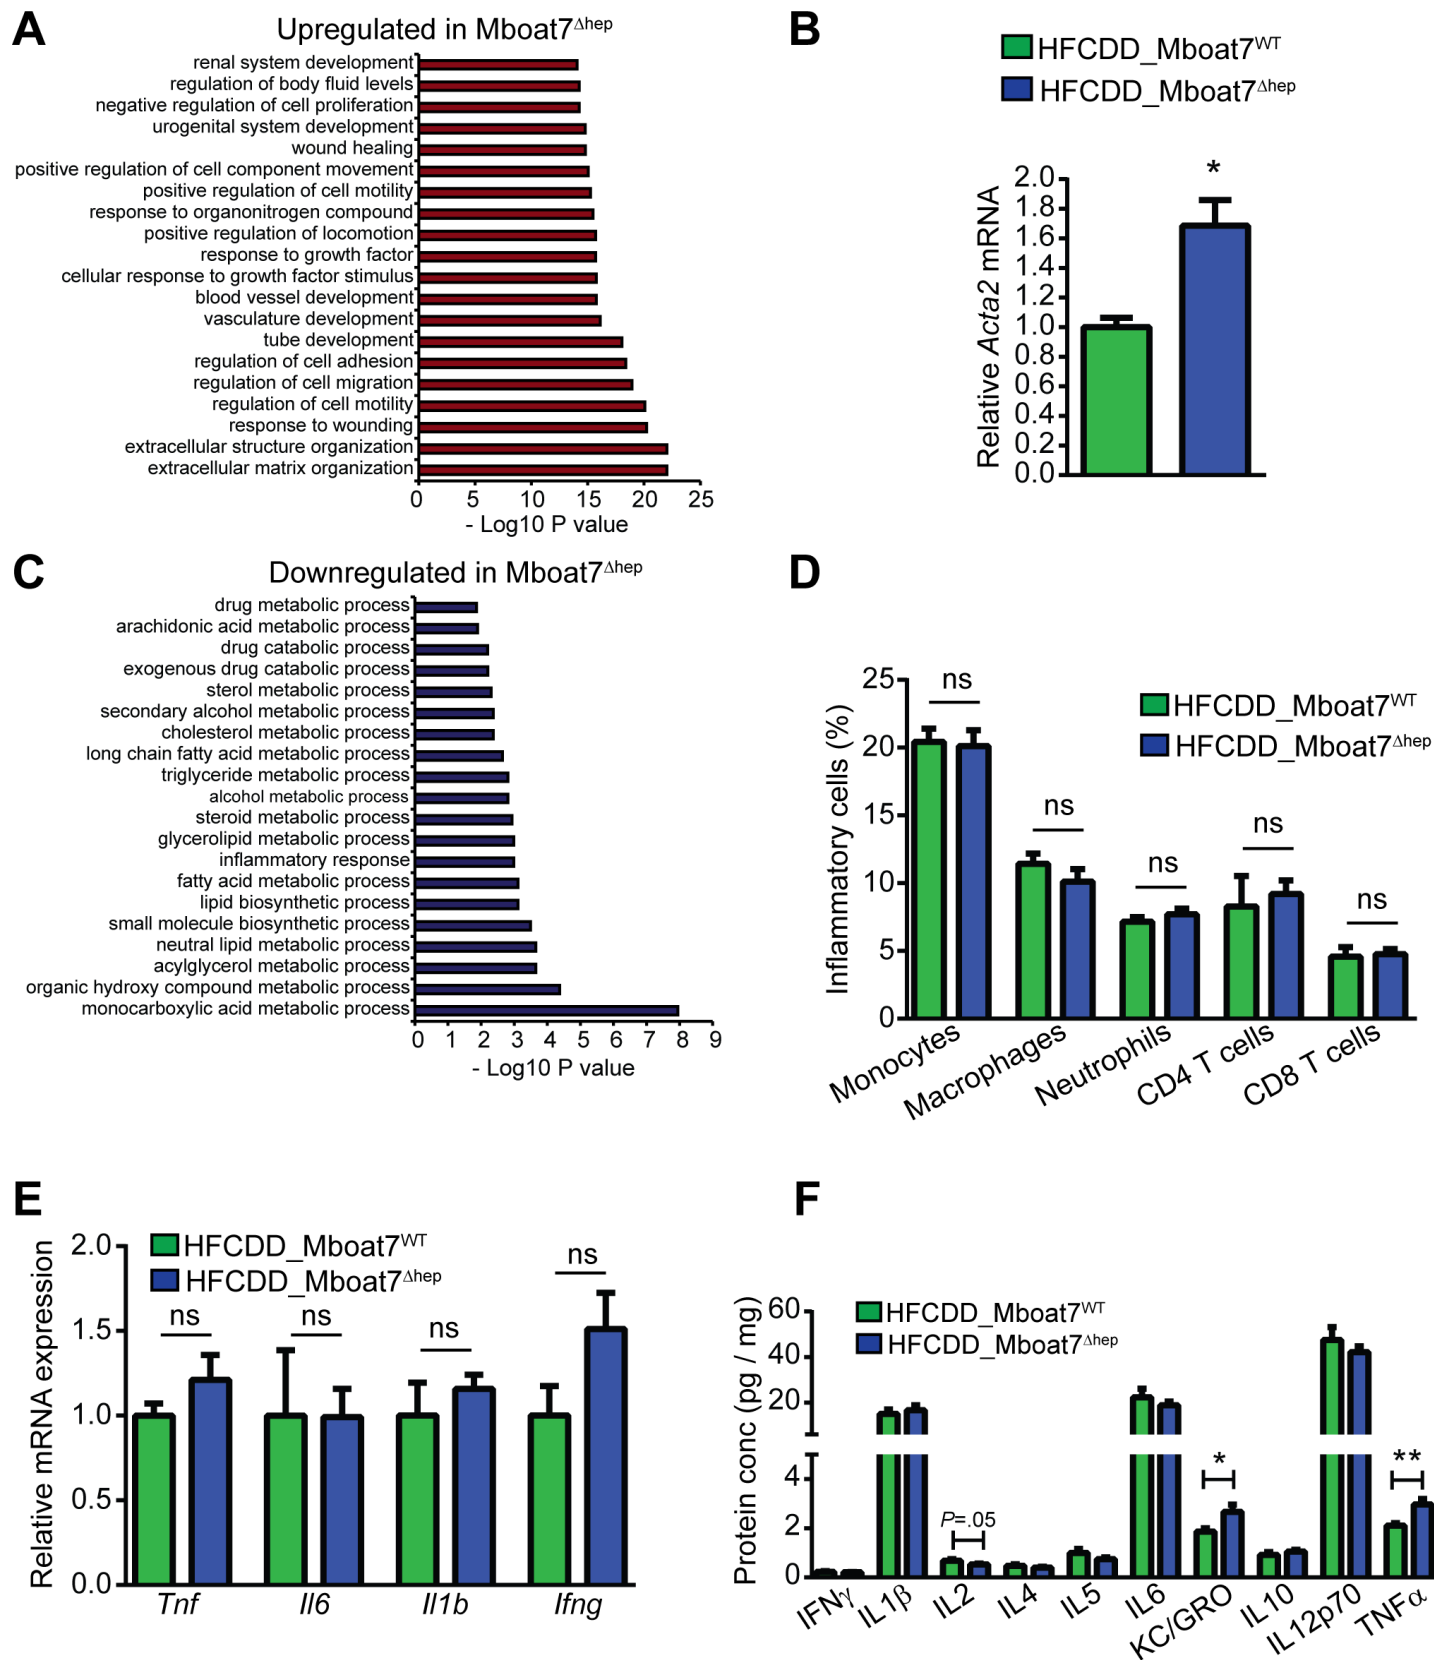 A
Upregulated in Mboat7Δhep
renal system development
regulation of body fluid levels
negative regulation of cell proliferation
urogenital system development
wound healing
positive regulation of cell component movement
positive regulation of cell motility
response to organonitrogen compound
positive regulation of locomotion
response to growth factor
cellular response to growth factor stimulus
blood vessel development
vasculature development
tube development
regulation of cell adhesion
regulation of cell migration
regulation of cell motility
response to wounding
extracellular structure organization
extracellular matrix organization
0 5 10 15 20 25
- Log10 P value
B
HFCDD_Mboat7WT
HFCDD_Mboat7Δhep
Relative Acta2 mRNA
2.0
1.8
1.6
1.4
1.2
1.0
0.8
0.6
0.4
0.2
0.0
*
C
Downregulated in Mboat7Δhep
drug metabolic process
arachidonic acid metabolic process
drug catabolic process
exogenous drug catabolic process
sterol metabolic process
secondary alcohol metabolic process
cholesterol metabolic process
long chain fatty acid metabolic process
triglyceride metabolic process
alcohol metabolic process
steroid metabolic process
glycerolipid metabolic process
inflammatory response
fatty acid metabolic process
lipid biosynthetic process
small molecule biosynthetic process
neutral lipid metabolic process
acylglycerol metabolic process
organic hydroxy compound metabolic process
monocarboxylic acid metabolic process
0 1 2 3 4 5 6 7 8 9
- Log10 P value
D
HFCDD_Mboat7WT
HFCDD_Mboat7Δhep
Inflammatory cells (%)
25
20
15
10
5
0
ns
ns
ns
ns
ns
Monocytes
Macrophages
Neutrophils
CD4 T cells
CD8 T cells
E
HFCDD_Mboat7WT
HFCDD_Mboat7Δhep
Relative mRNA expression
2.0
1.5
1.0
0.5
0.0
ns
ns
ns
ns
Tnf Il6 Il1b Ifng
F
HFCDD_Mboat7WT
HFCDD_Mboat7Δhep
Protein conc (pg / mg)
60
40
20
4
2
0
P=.05
*
**
IFNγ
IL1β
IL2
IL4
IL5
IL6
KC/GRO
IL10
IL12p70
TNFα